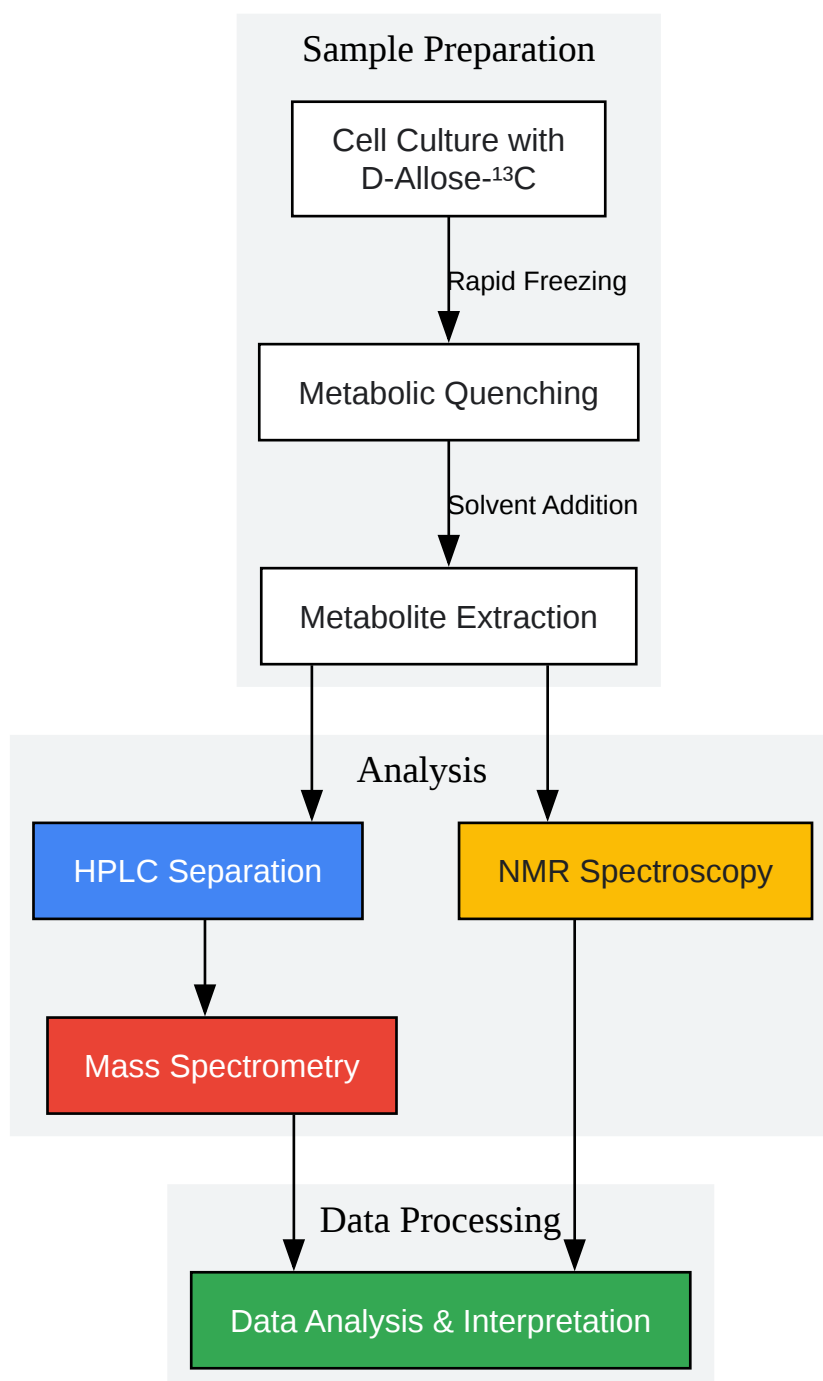 Sample Preparation
Cell Culture with
D-Allose-¹³C
Rapid Freezing
Metabolic Quenching
Solvent Addition
Metabolite Extraction
Analysis
HPLC Separation
NMR Spectroscopy
Mass Spectrometry
Data Processing
Data Analysis & Interpretation